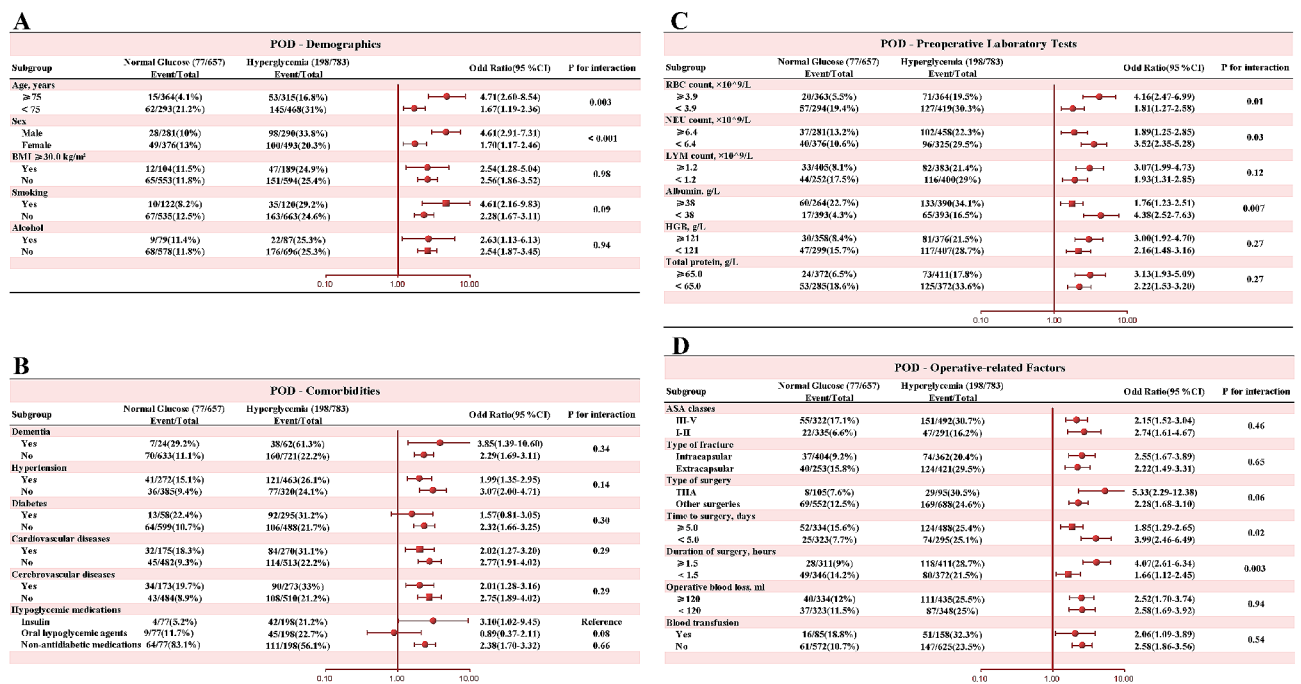 A
POD - Demographics
Subgroup Normal Glucose (77/657) Event/Total Hyperglycemia (198/783) Event/Total Odd Ratio(95 %CI) P for interaction
Age, years
≥75 15/364(4.1%) 53/315(16.8%) 4.71(2.60-8.54)
< 75 62/293(21.2%) 145/468(31%) 1.67(1.19-2.36)
0.003
Sex
Male 28/281(10%) 98/290(33.8%) 4.61(2.91-7.31)
Female 49/376(13%) 100/493(20.3%) 1.70(1.17-2.46)
< 0.001
BMI ≥30.0 kg/m²
Yes 12/104(11.5%) 47/189(24.9%) 2.54(1.28-5.04)
No 65/553(11.8%) 151/594(25.4%) 2.56(1.86-3.52)
0.98
Smoking
Yes 10/122(8.2%) 35/120(29.2%) 4.61(2.16-9.83)
No 67/535(12.5%) 163/663(24.6%) 2.28(1.67-3.11)
0.09
Alcohol
Yes 9/79(11.4%) 22/87(25.3%) 2.63(1.13-6.13)
No 68/578(11.8%) 176/696(25.3%) 2.54(1.87-3.45)
0.94
0.10 1.00 10.00
B
POD - Comorbidities
Subgroup Normal Glucose (77/657) Event/Total Hyperglycemia (198/783) Event/Total Odd Ratio(95 %CI) P for interaction
Dementia
Yes 7/24(29.2%) 38/62(61.3%) 3.85(1.39-10.60)
No 70/633(11.1%) 160/721(22.2%) 2.29(1.69-3.11)
0.34
Hypertension
Yes 41/272(15.1%) 121/463(26.1%) 1.99(1.35-2.95)
No 36/385(9.4%) 77/320(24.1%) 3.07(2.00-4.71)
0.14
Diabetes
Yes 13/58(22.4%) 92/295(31.2%) 1.57(0.81-3.05)
No 64/599(10.7%) 106/488(21.7%) 2.32(1.66-3.25)
0.30
Cardiovascular diseases
Yes 32/175(18.3%) 84/270(31.1%) 2.02(1.27-3.20)
No 45/482(9.3%) 114/513(22.2%) 2.77(1.91-4.02)
0.29
Cerebrovascular diseases
Yes 34/173(19.7%) 90/273(33%) 2.01(1.28-3.16)
No 43/484(8.9%) 108/510(21.2%) 2.75(1.89-4.02)
0.29
Hypoglycemic medications
Insulin 4/77(5.2%) 42/198(21.2%) 3.10(1.02-9.45) Reference
Oral hypoglycemic agents 9/77(11.7%) 45/198(22.7%) 0.89(0.37-2.11) 0.08
Non-antidiabetic medications 64/77(83.1%) 111/198(56.1%) 2.38(1.70-3.32) 0.66
0.10 1.00 10.00
C
POD - Preoperative Laboratory Tests
Subgroup Normal Glucose (77/657) Event/Total Hyperglycemia (198/783) Event/Total Odd Ratio(95 %CI) P for interaction
RBC count, ×10^9/L
≥3.9 20/363(5.5%) 71/364(19.5%) 4.16(2.47-6.99)
< 3.9 57/294(19.4%) 127/419(30.3%) 1.81(1.27-2.58)
0.01
NEU count, ×10^9/L
≥6.4 37/281(13.2%) 102/458(22.3%) 1.89(1.25-2.85)
< 6.4 40/376(10.6%) 96/325(29.5%) 3.52(2.35-5.28)
0.03
LYM count, ×10^9/L
≥1.2 33/405(8.1%) 82/383(21.4%) 3.07(1.99-4.73)
< 1.2 44/252(17.5%) 116/400(29%) 1.93(1.31-2.85)
0.12
Albumin, g/L
≥38 60/264(22.7%) 133/390(34.1%) 1.76(1.23-2.51)
< 38 17/393(4.3%) 65/393(16.5%) 4.38(2.52-7.63)
0.007
HGB, g/L
≥121 30/358(8.4%) 81/376(21.5%) 3.00(1.92-4.70)
< 121 47/299(15.7%) 117/407(28.7%) 2.16(1.48-3.16)
0.27
Total protein, g/L
≥65.0 24/372(6.5%) 73/411(17.8%) 3.13(1.93-5.09)
< 65.0 53/285(18.6%) 125/372(33.6%) 2.22(1.53-3.20)
0.27
0.10 1.00 10.00
D
POD - Operative-related Factors
Subgroup Normal Glucose (77/657) Event/Total Hyperglycemia (198/783) Event/Total Odd Ratio(95 %CI) P for interaction
ASA classes
III-V 55/322(17.1%) 151/492(30.7%) 2.15(1.52-3.04)
I-II 22/335(6.6%) 47/291(16.2%) 2.74(1.61-4.67)
0.46
Type of fracture
Intracapsular 37/404(9.2%) 74/362(20.4%) 2.55(1.67-3.89)
Extracapsular 40/253(15.8%) 124/421(29.5%) 2.22(1.49-3.31)
0.65
Type of surgery
THA 8/105(7.6%) 29/95(30.5%) 5.33(2.29-12.38)
Other surgeries 69/552(12.5%) 169/688(24.6%) 2.28(1.68-3.10)
0.06
Time to surgery, days
≥5.0 52/334(15.6%) 124/488(25.4%) 1.85(1.29-2.65)
< 5.0 25/323(7.7%) 74/295(25.1%) 3.99(2.46-6.49)
0.02
Duration of surgery, hours
≥1.5 28/311(9%) 118/411(28.7%) 4.07(2.61-6.34)
< 1.5 49/346(14.2%) 80/372(21.5%) 1.66(1.12-2.45)
0.003
Operative blood loss, ml
≥120 40/334(12%) 111/435(25.5%) 2.52(1.70-3.74)
< 120 37/323(11.5%) 87/348(25%) 2.58(1.69-3.92)
0.94
Blood transfusion
Yes 16/85(18.8%) 51/158(32.3%) 2.06(1.09-3.89)
No 61/572(10.7%) 147/625(23.5%) 2.58(1.86-3.56)
0.54
0.10 1.00 10.00